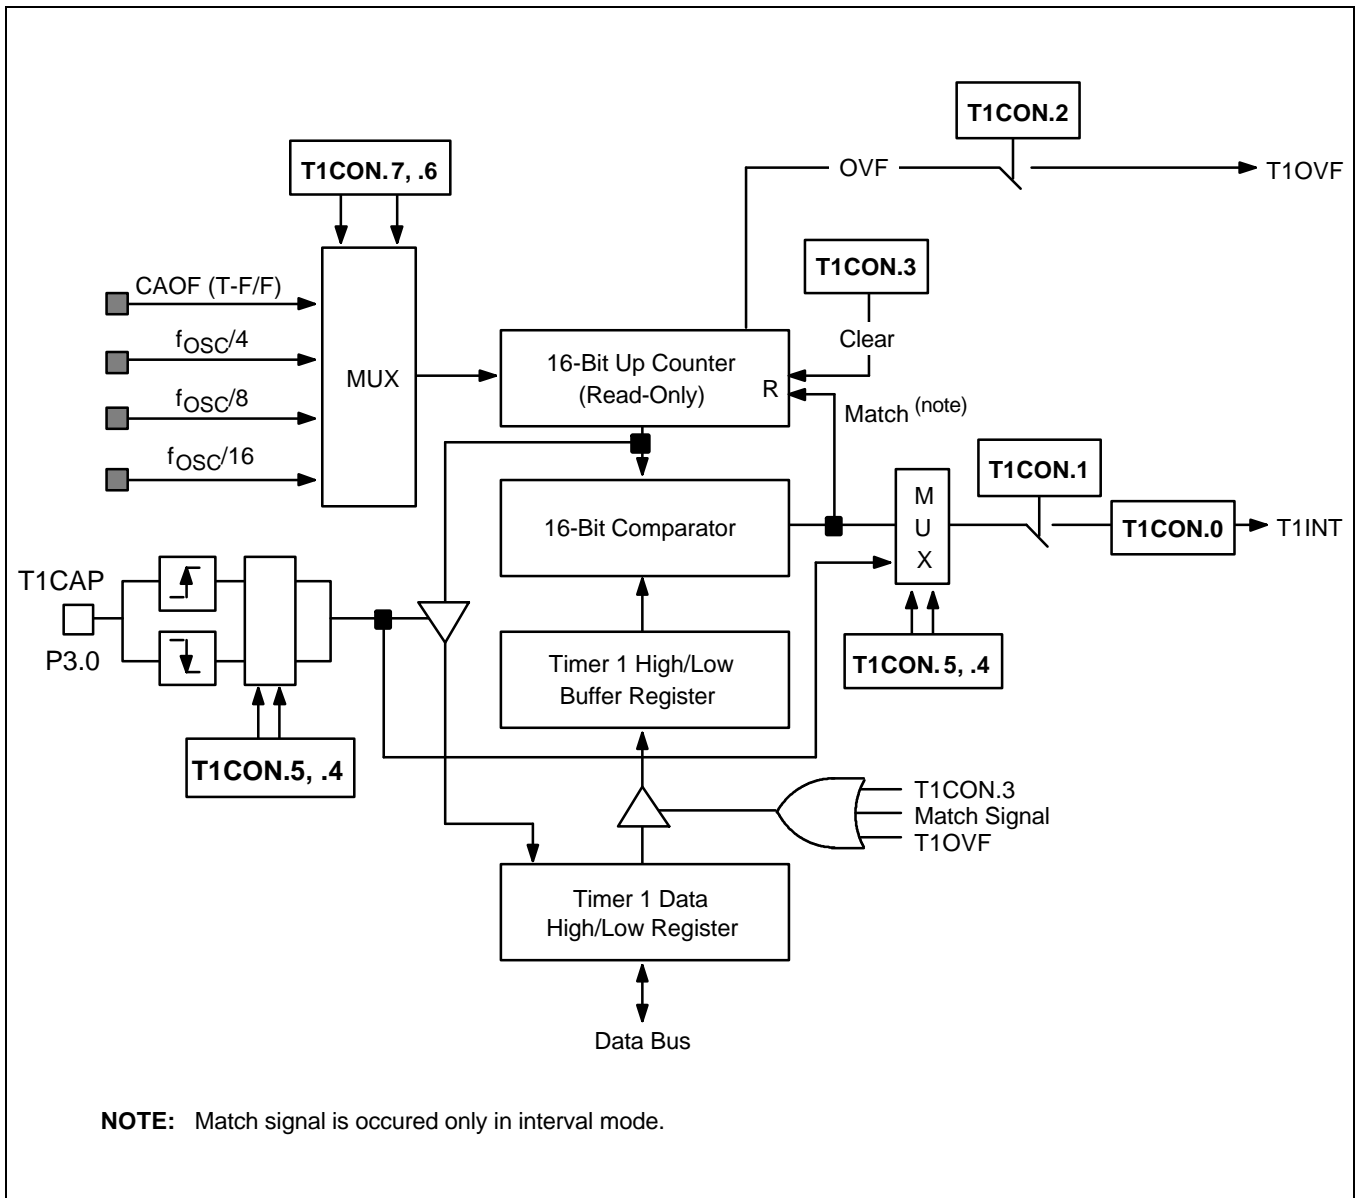 T1CON.2
T1CON.7, .6
OVF
T1OVF
T1CON.3
CAOF (T-F/F)
Clear
fOSC/4
MUX
16-Bit Up Counter
(Read-Only)
R
fOSC/8
Match (note)
fOSC/16
T1CON.1
M
U
X
16-Bit Comparator
T1CON.0
T1INT
T1CAP
P3.0
Timer 1 High/Low
Buffer Register
T1CON.5, .4
T1CON.5, .4
T1CON.3
Match Signal
T1OVF
Timer 1 Data
High/Low Register
Data Bus
NOTE: Match signal is occured only in interval mode.